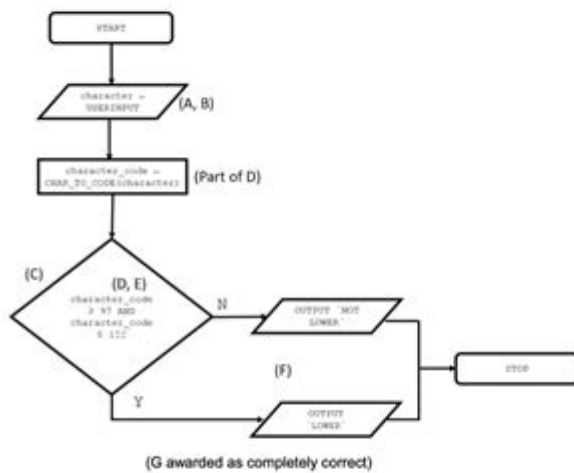 START
character ←
USERINPUT
(A, B)
character_code ←
CHAR_TO_CODE(character)
(Part of D)
(C)
(D, E)
character_code
≥ 97 AND
character_code
≤ 122
N
OUTPUT 'NOT
LOWER'
(F)
STOP
Y
OUTPUT
'LOWER'
(G awarded as completely correct)